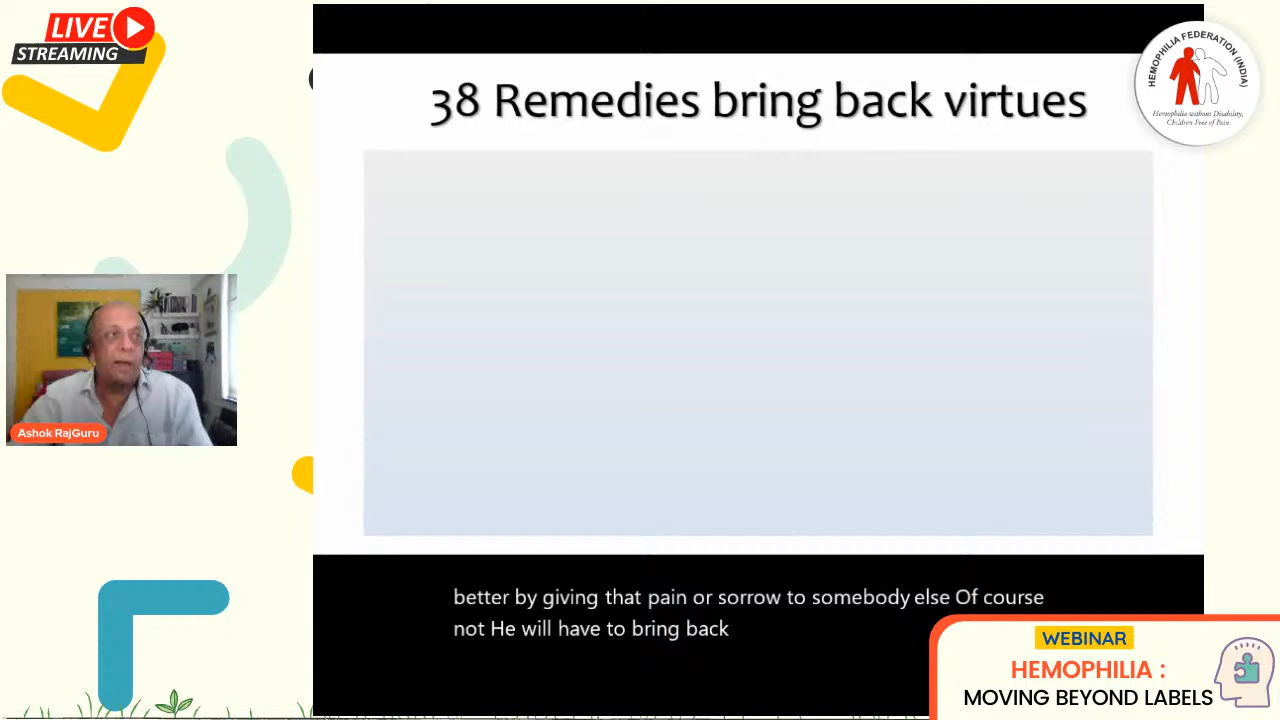 LIVE
STREAMING
38 Remedies bring back virtues
HEMOPHILIA FEDERATION (INDIA)
Hemophilia without Disability,
Children Free of Pain
Ashok RajGuru
better by giving that pain or sorrow to somebody else Of course
not He will have to bring back
WEBINAR
HEMOPHILIA :
MOVING BEYOND LABELS